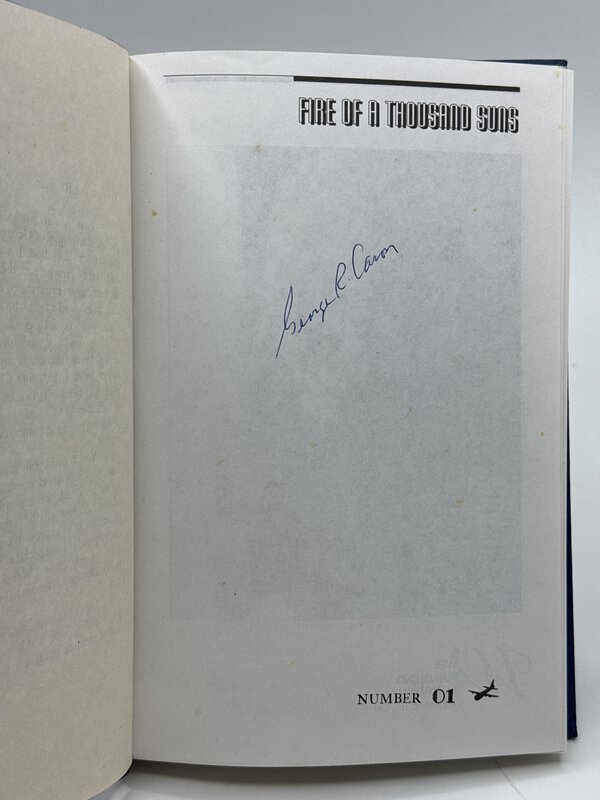 FIRE OF A THOUSAND SUNS
George R. Caron
NUMBER 01